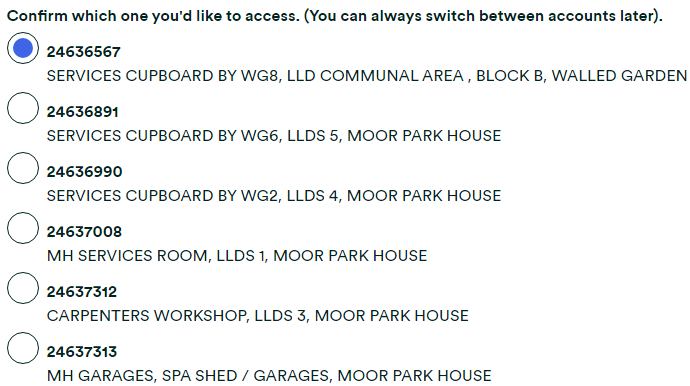 Confirm which one you'd like to access. (You can always switch between accounts later).
24636567
SERVICES CUPBOARD BY WG8, LLD COMMUNAL AREA , BLOCK B, WALLED GARDEN
24636891
SERVICES CUPBOARD BY WG6, LLDS 5, MOOR PARK HOUSE
24636990
SERVICES CUPBOARD BY WG2, LLDS 4, MOOR PARK HOUSE
24637008
MH SERVICES ROOM, LLDS 1, MOOR PARK HOUSE
24637312
CARPENTERS WORKSHOP, LLDS 3, MOOR PARK HOUSE
24637313
MH GARAGES, SPA SHED / GARAGES, MOOR PARK HOUSE